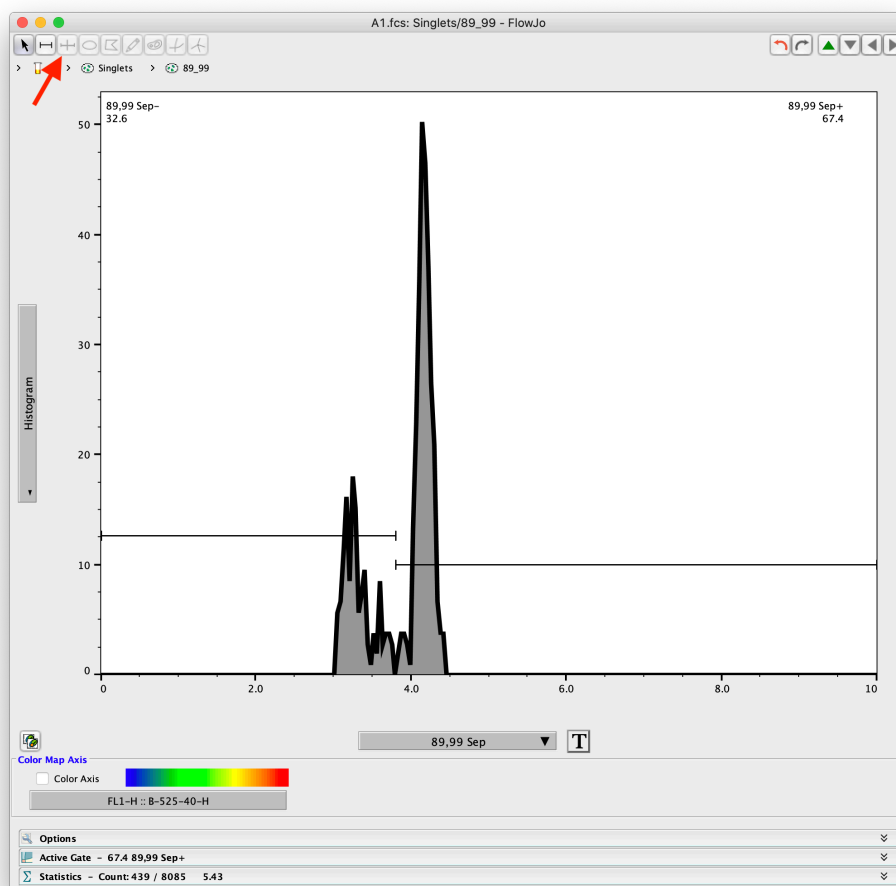 A1.fcs: Singlets/89_99 - FlowJo
> > Singlets > 89_99
89,99 Sep-
32.6
89,99 Sep+
67.4
50
40
30
20
10
0
Histogram
0 2.0 4.0 6.0 8.0 10
89,99 Sep
T
Color Map Axis
Color Axis
FL1-H :: B-525-40-H
Options
Active Gate - 67.4 89,99 Sep+
Σ Statistics - Count: 439 / 8085 5.43